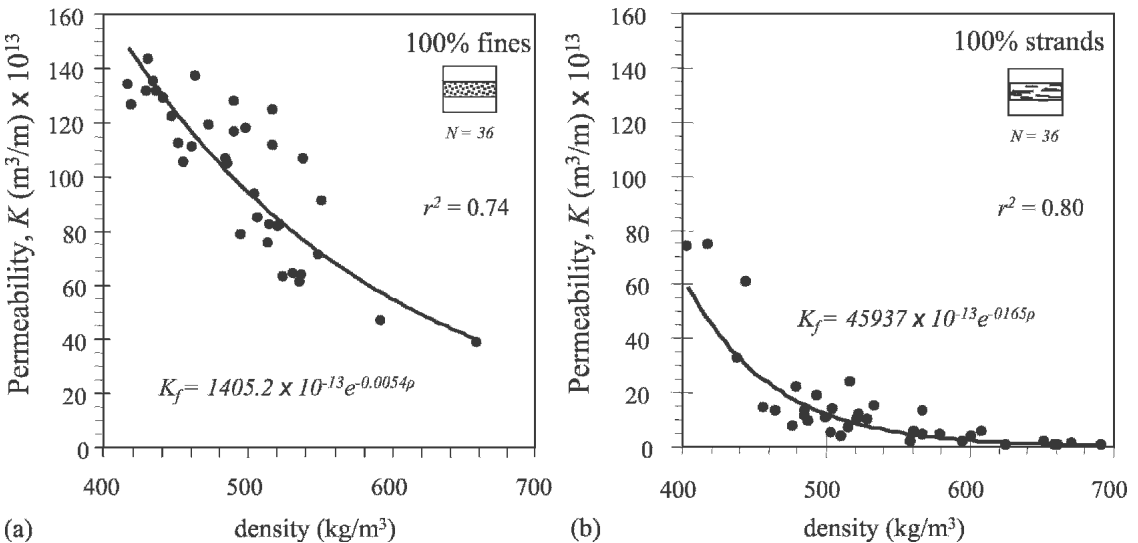 160
140
120
100
80
60
40
20
0
Permeability, K (m³/m) x 10¹³
100% fines
N = 36
r² = 0.74
K_f = 1405.2 x 10⁻¹³e^-0.0054ρ
400 500 600 700
(a) density (kg/m³)
160
140
120
100
80
60
40
20
0
Permeability, K (m³/m) x 10¹³
100% strands
N = 36
r² = 0.80
K_f = 45937 x 10⁻¹³e^-0165ρ
400 500 600 700
(b) density (kg/m³)